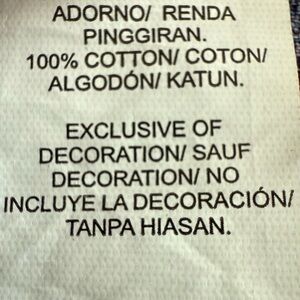 ADORNO/ RENDA
PINGGIRAN.
100% COTTON/ COTON/
ALGODÓN/ KATUN.
EXCLUSIVE OF
DECORATION/ SAUF
DECORATION/ NO
INCLUYE LA DECORACIÓN/
TANPA HIASAN.